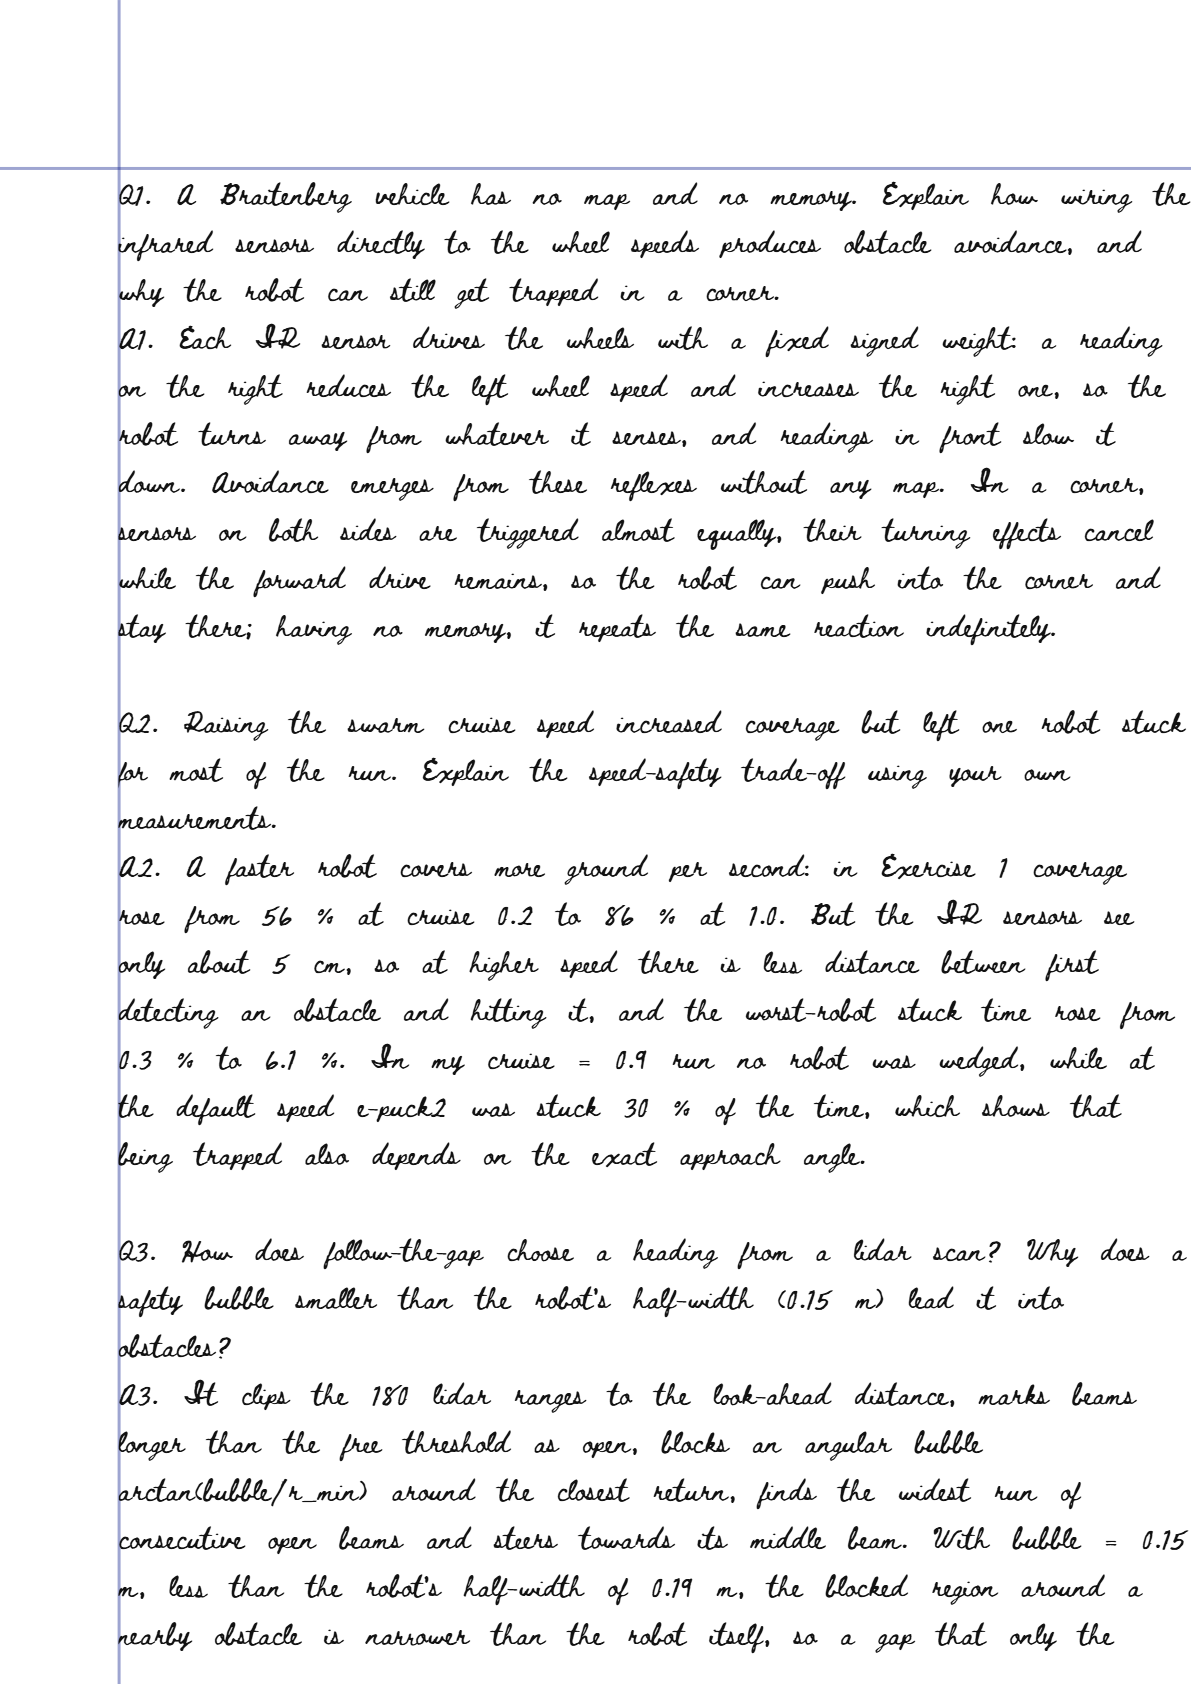 Q1. A Braitenberg vehicle has no map and no memory. Explain how wiring the
infrared sensors directly to the wheel speeds produces obstacle avoidance, and
why the robot can still get trapped in a corner.
A1. Each IR sensor drives the wheels with a fixed signed weight: a reading
on the right reduces the left wheel speed and increases the right one, so the
robot turns away from whatever it senses, and readings in front slow it
down. Avoidance emerges from these reflexes without any map. In a corner,
sensors on both sides are triggered almost equally, their turning effects cancel
while the forward drive remains, so the robot can push into the corner and
stay there; having no memory, it repeats the same reaction indefinitely.
Q2. Raising the swarm cruise speed increased coverage but left one robot stuck
for most of the run. Explain the speed-safety trade-off using your own
measurements.
A2. A faster robot covers more ground per second: in Exercise 1 coverage
rose from 56 % at cruise 0.2 to 86 % at 1.0. But the IR sensors see
only about 5 cm, so at higher speed there is less distance between first
detecting an obstacle and hitting it, and the worst-robot stuck time rose from
0.3 % to 6.1 %. In my cruise = 0.9 run no robot was wedged, while at
the default speed e-puck2 was stuck 30 % of the time, which shows that
being trapped also depends on the exact approach angle.
Q3. How does follow-the-gap choose a heading from a lidar scan? Why does a
safety bubble smaller than the robot's half-width (0.15 m) lead it into
obstacles?
A3. It clips the 180 lidar ranges to the look-ahead distance, marks beams
longer than the free threshold as open, blocks an angular bubble
arctan(bubble/r_min) around the closest return, finds the widest run of
consecutive open beams and steers towards its middle beam. With bubble = 0.15
m, less than the robot's half-width of 0.19 m, the blocked region around a
nearby obstacle is narrower than the robot itself, so a gap that only the